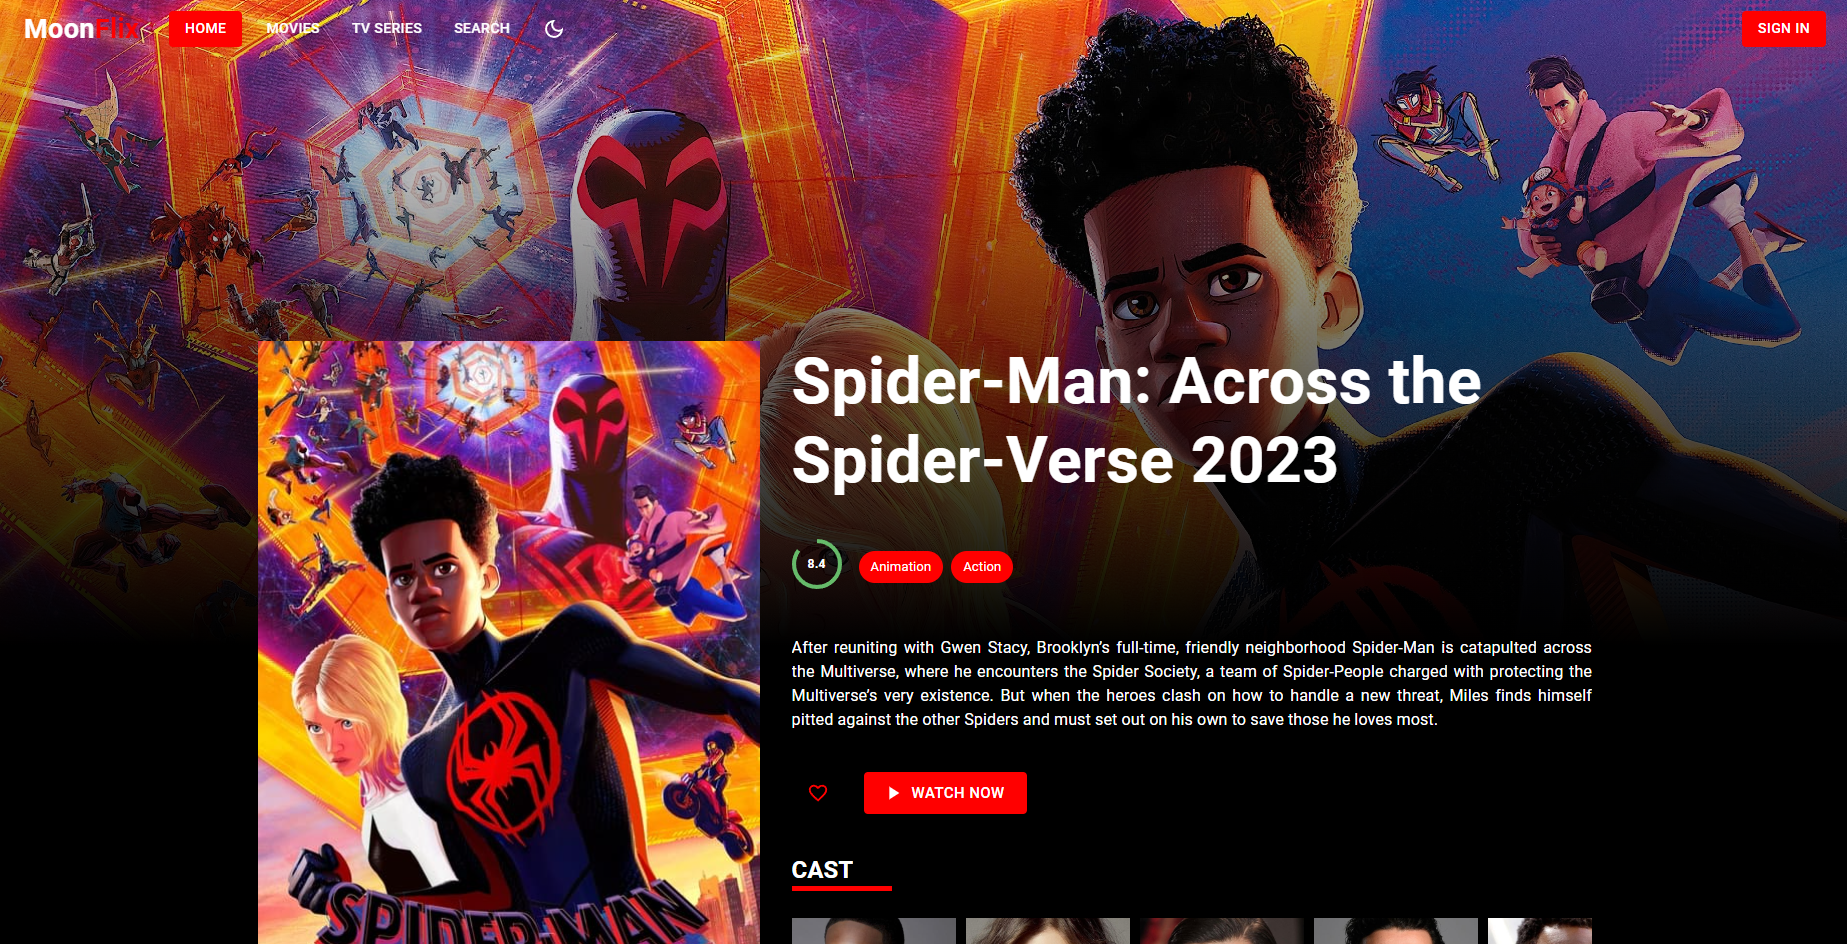 MoonFlix
HOME
MOVIES
TV SERIES
SEARCH
SIGN IN
Spider-Man: Across the
Spider-Verse 2023
8.4
Animation
Action
After reuniting with Gwen Stacy, Brooklyn’s full-time, friendly neighborhood Spider-Man is catapulted across
the Multiverse, where he encounters the Spider Society, a team of Spider-People charged with protecting the
Multiverse’s very existence. But when the heroes clash on how to handle a new threat, Miles finds himself
pitted against the other Spiders and must set out on his own to save those he loves most.
WATCH NOW
CAST
SPIDER-MAN